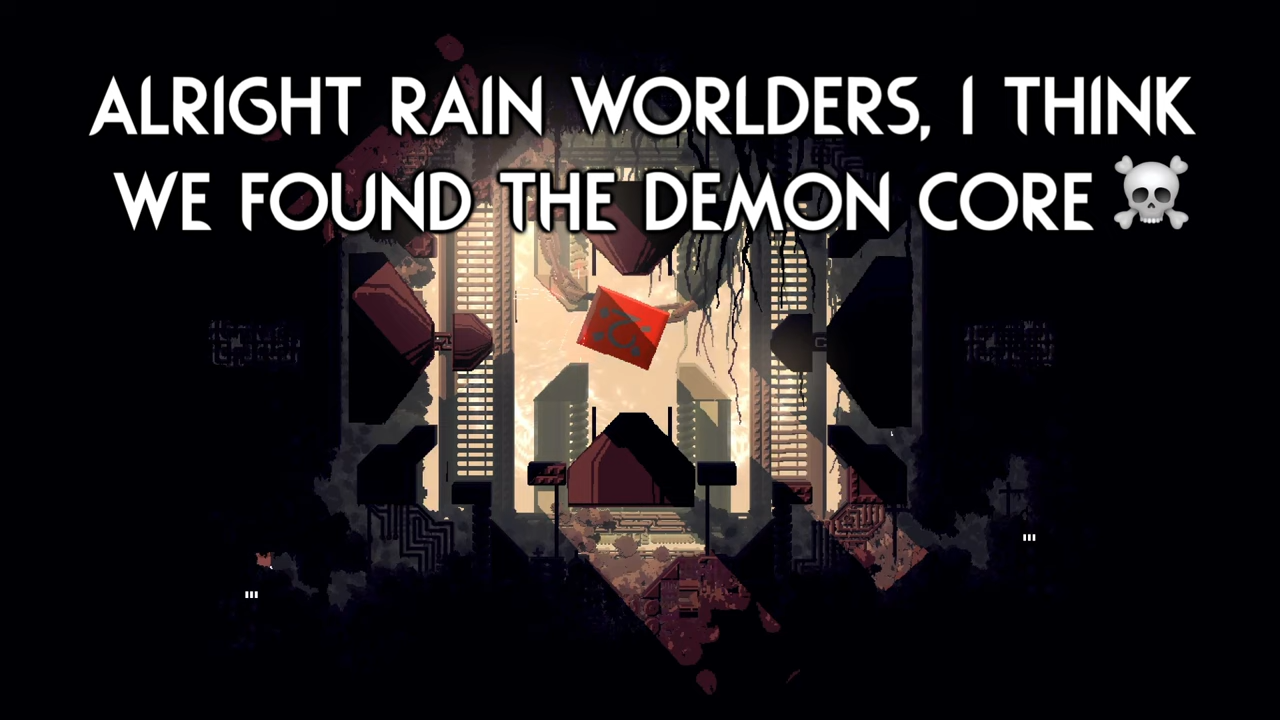 ALRIGHT RAIN WORLDERS, I THINK
WE FOUND THE DEMON CORE ☠️